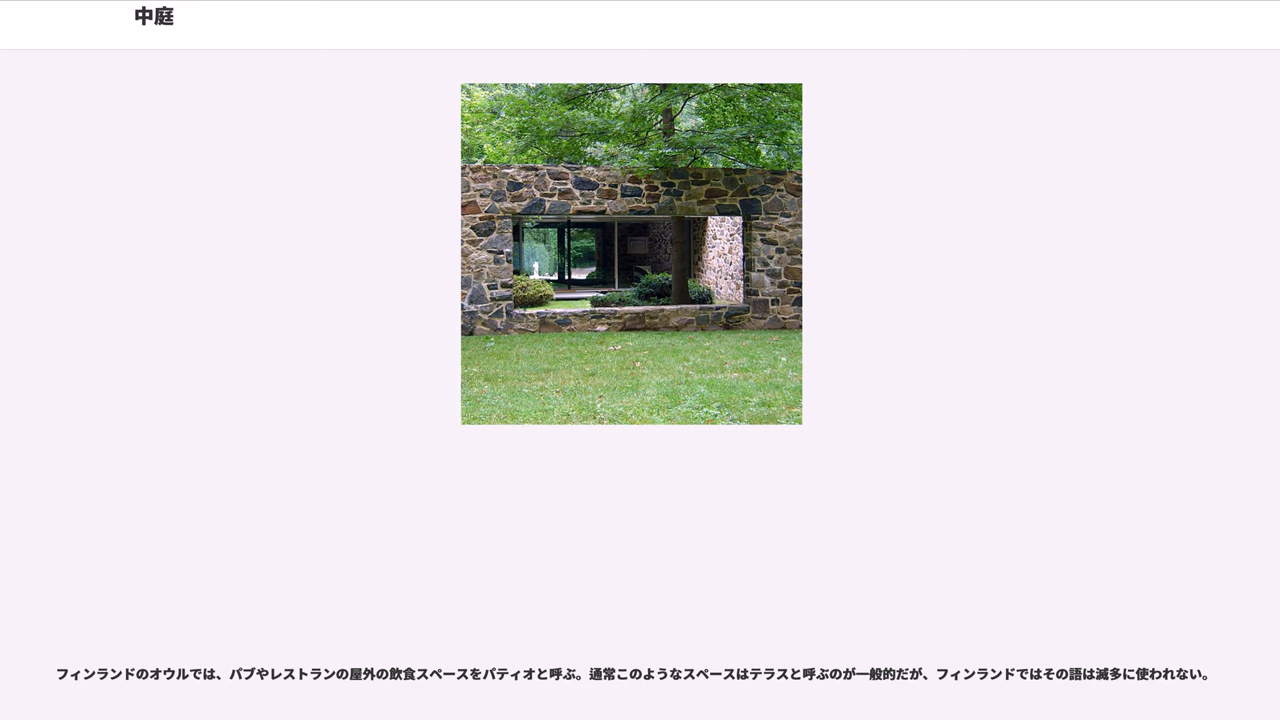 中庭
フィンランドのオウルでは、パブやレストランの屋外の飲食スペースをパティオと呼ぶ。通常このようなスペースはテラスと呼ぶのが一般的だが、フィンランドではその語は滅多に使われない。